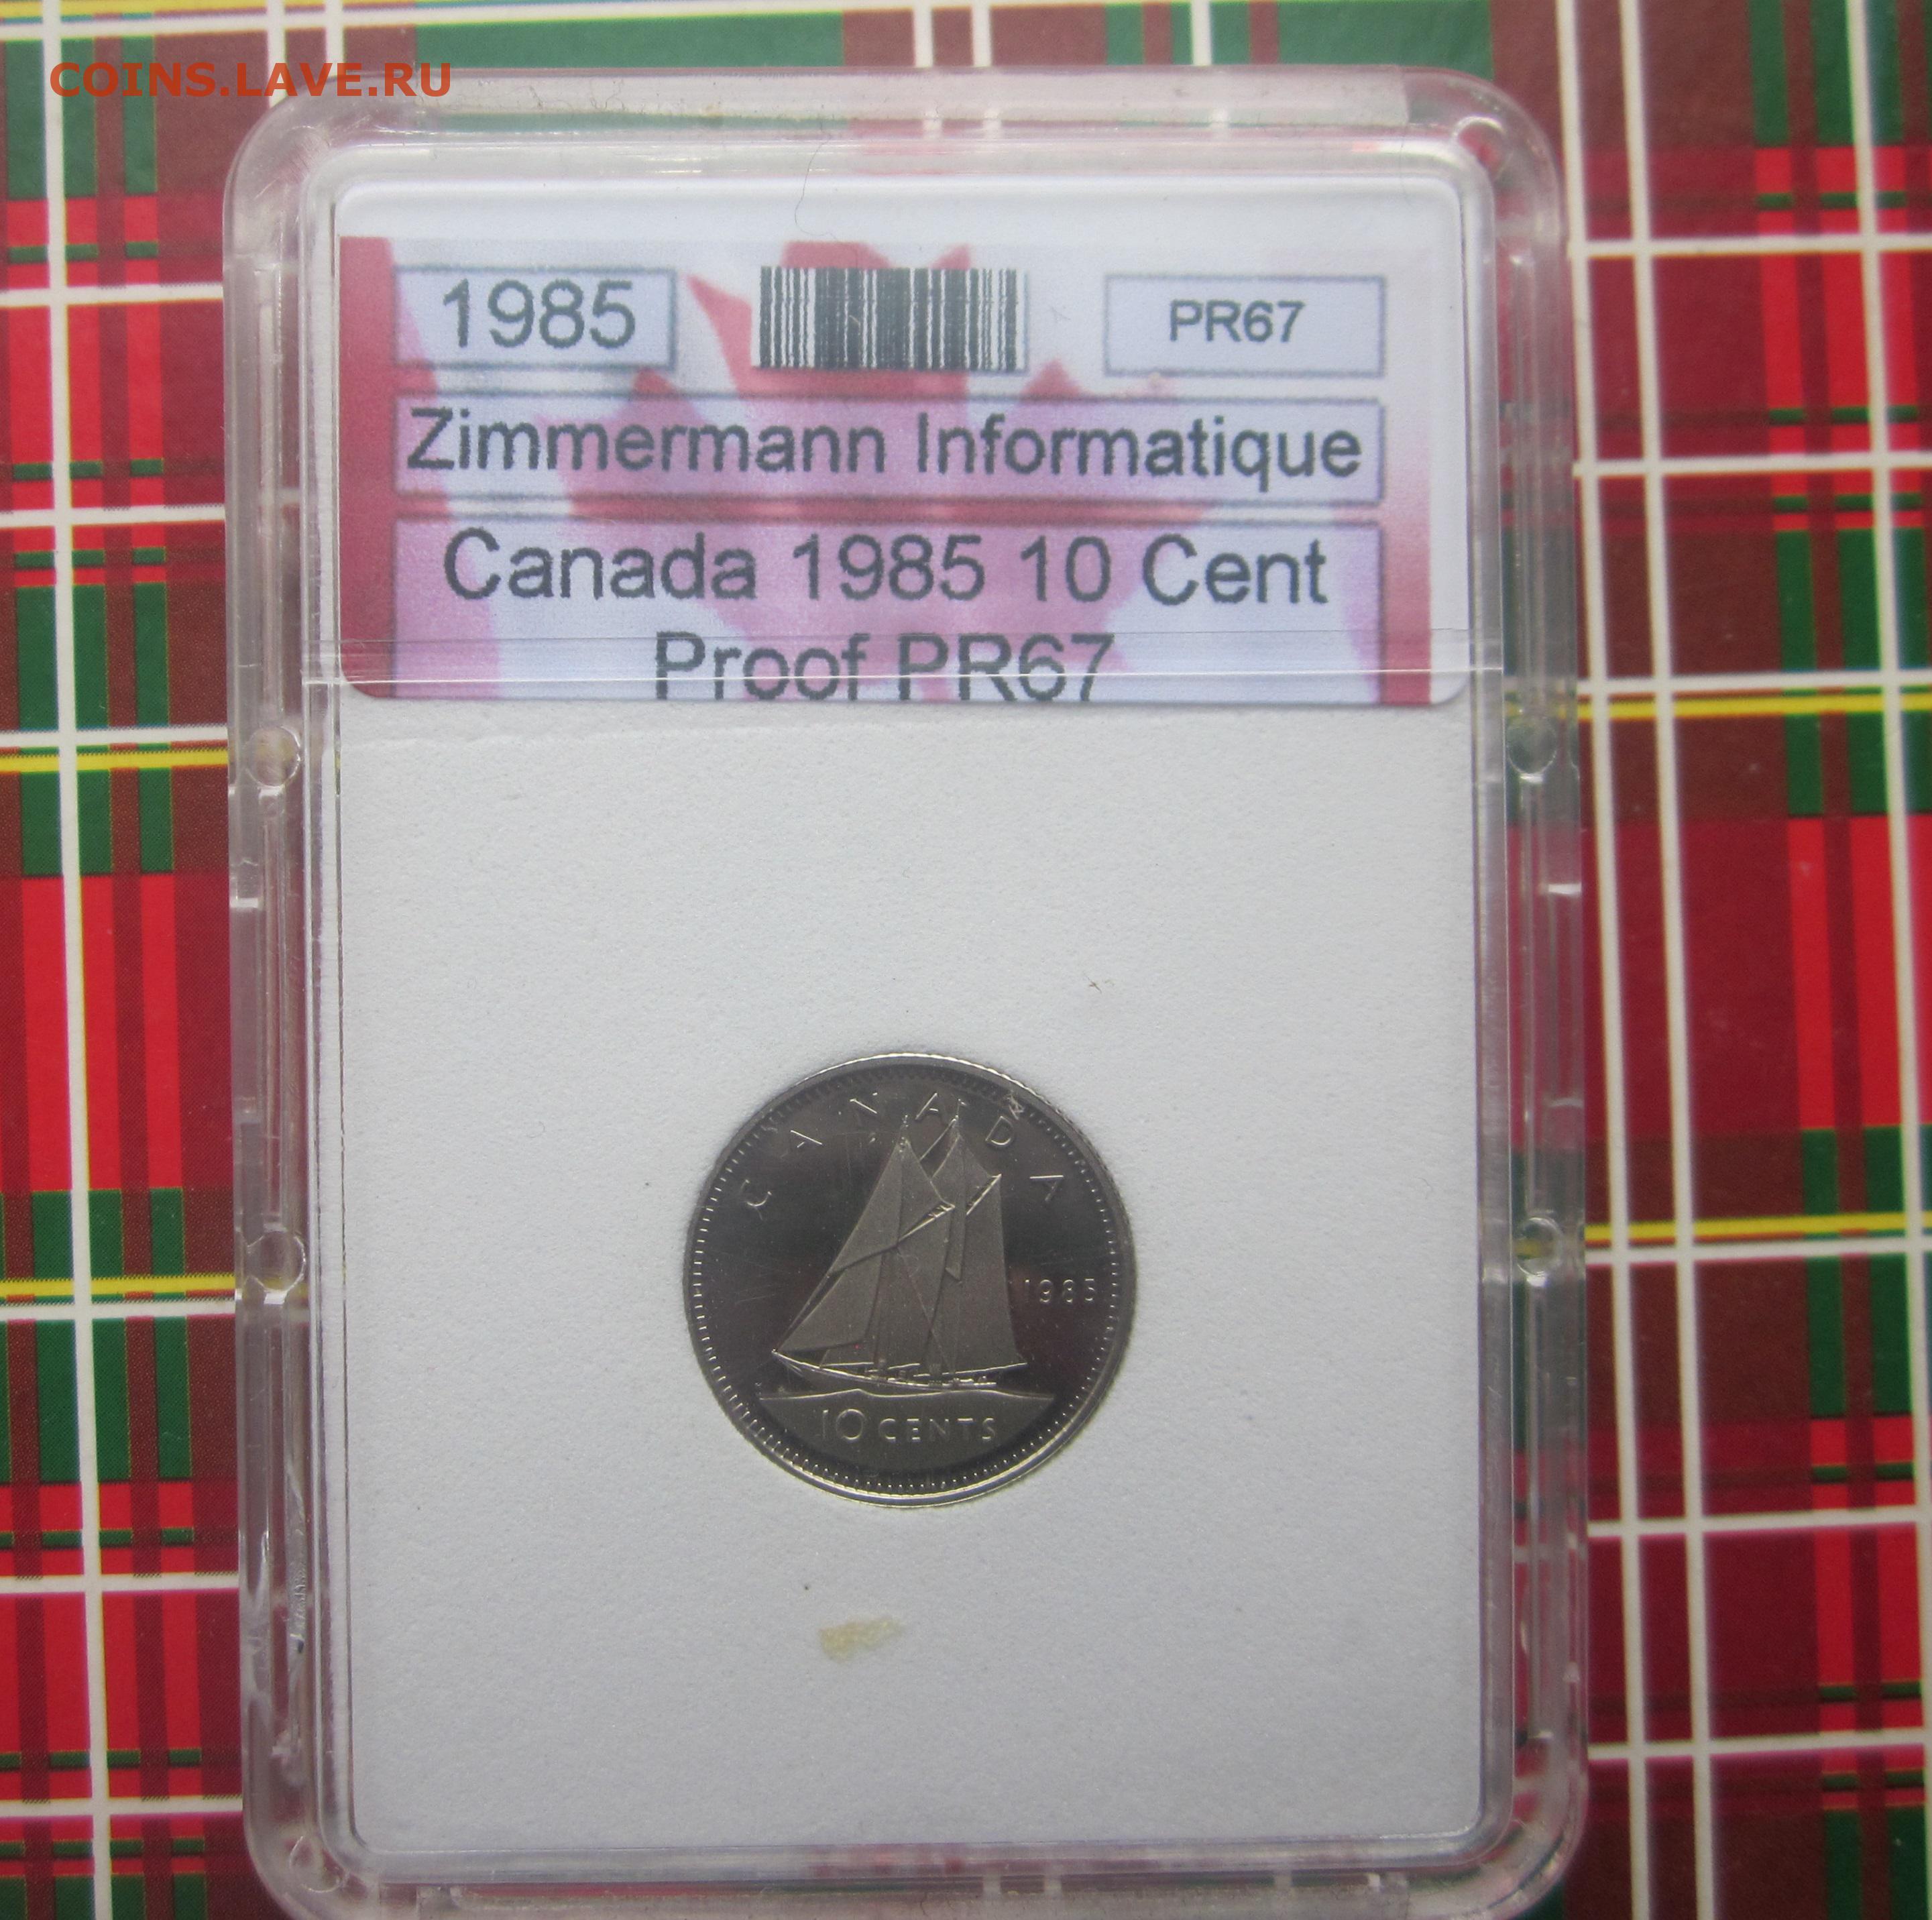 COINS.LAVE.RU
1985
PR67
Zimmermann Informatique
Canada 1985 10 Cent
Proof PR67
CANADA
1985
10 CENTS